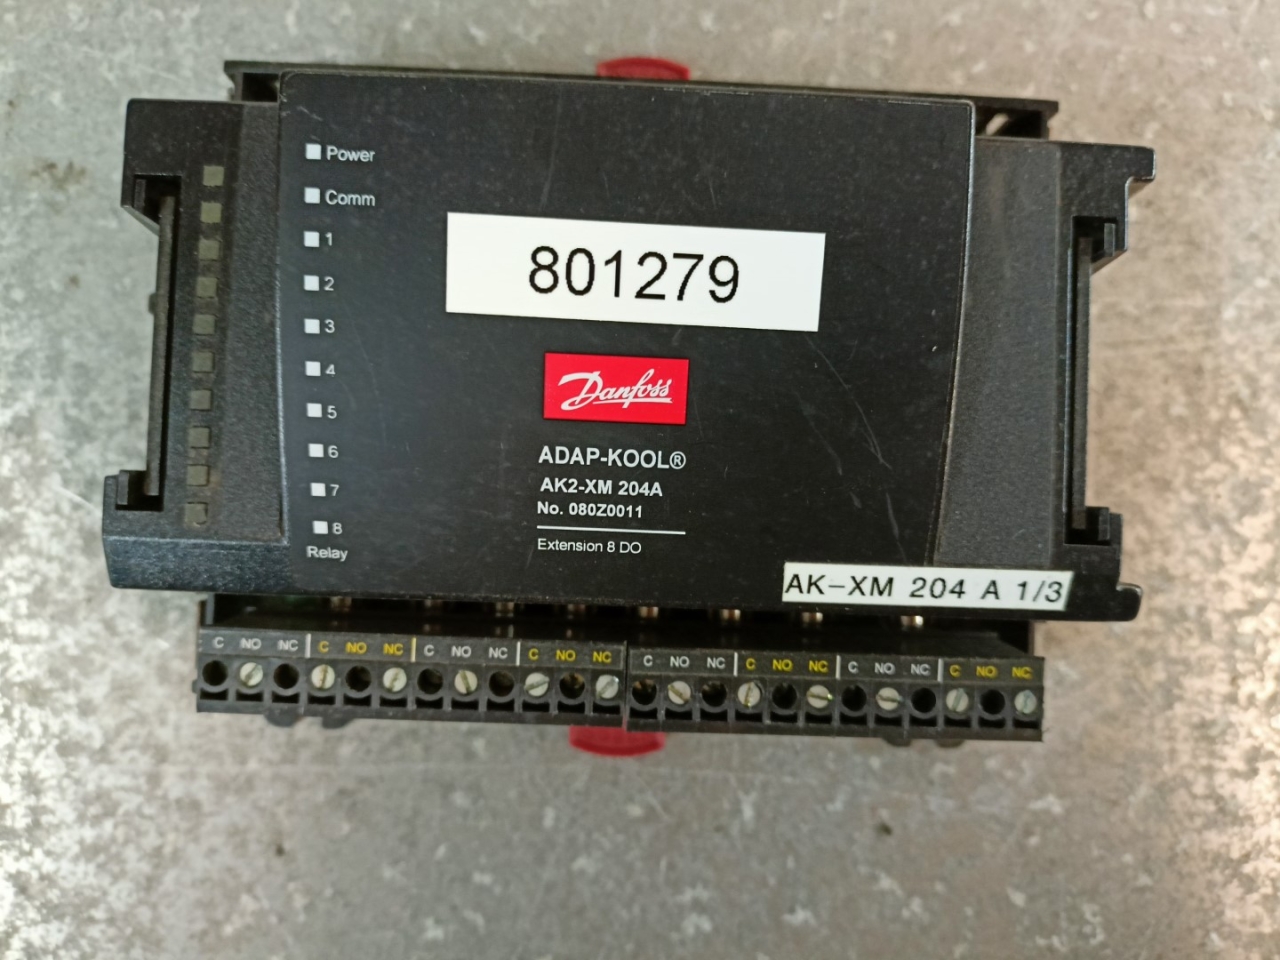 Power
Comm
1
2
3
4
5
6
7
8
Relay
801279
Danfoss
ADAP-KOOL®
AK2-XM 204A
No. 080Z0011
Extension 8 DO
AK-XM 204 A 1/3
C NO NC C NO NC C NO NC C NO NC C NO NC C NO NC C NO NC C NO NC